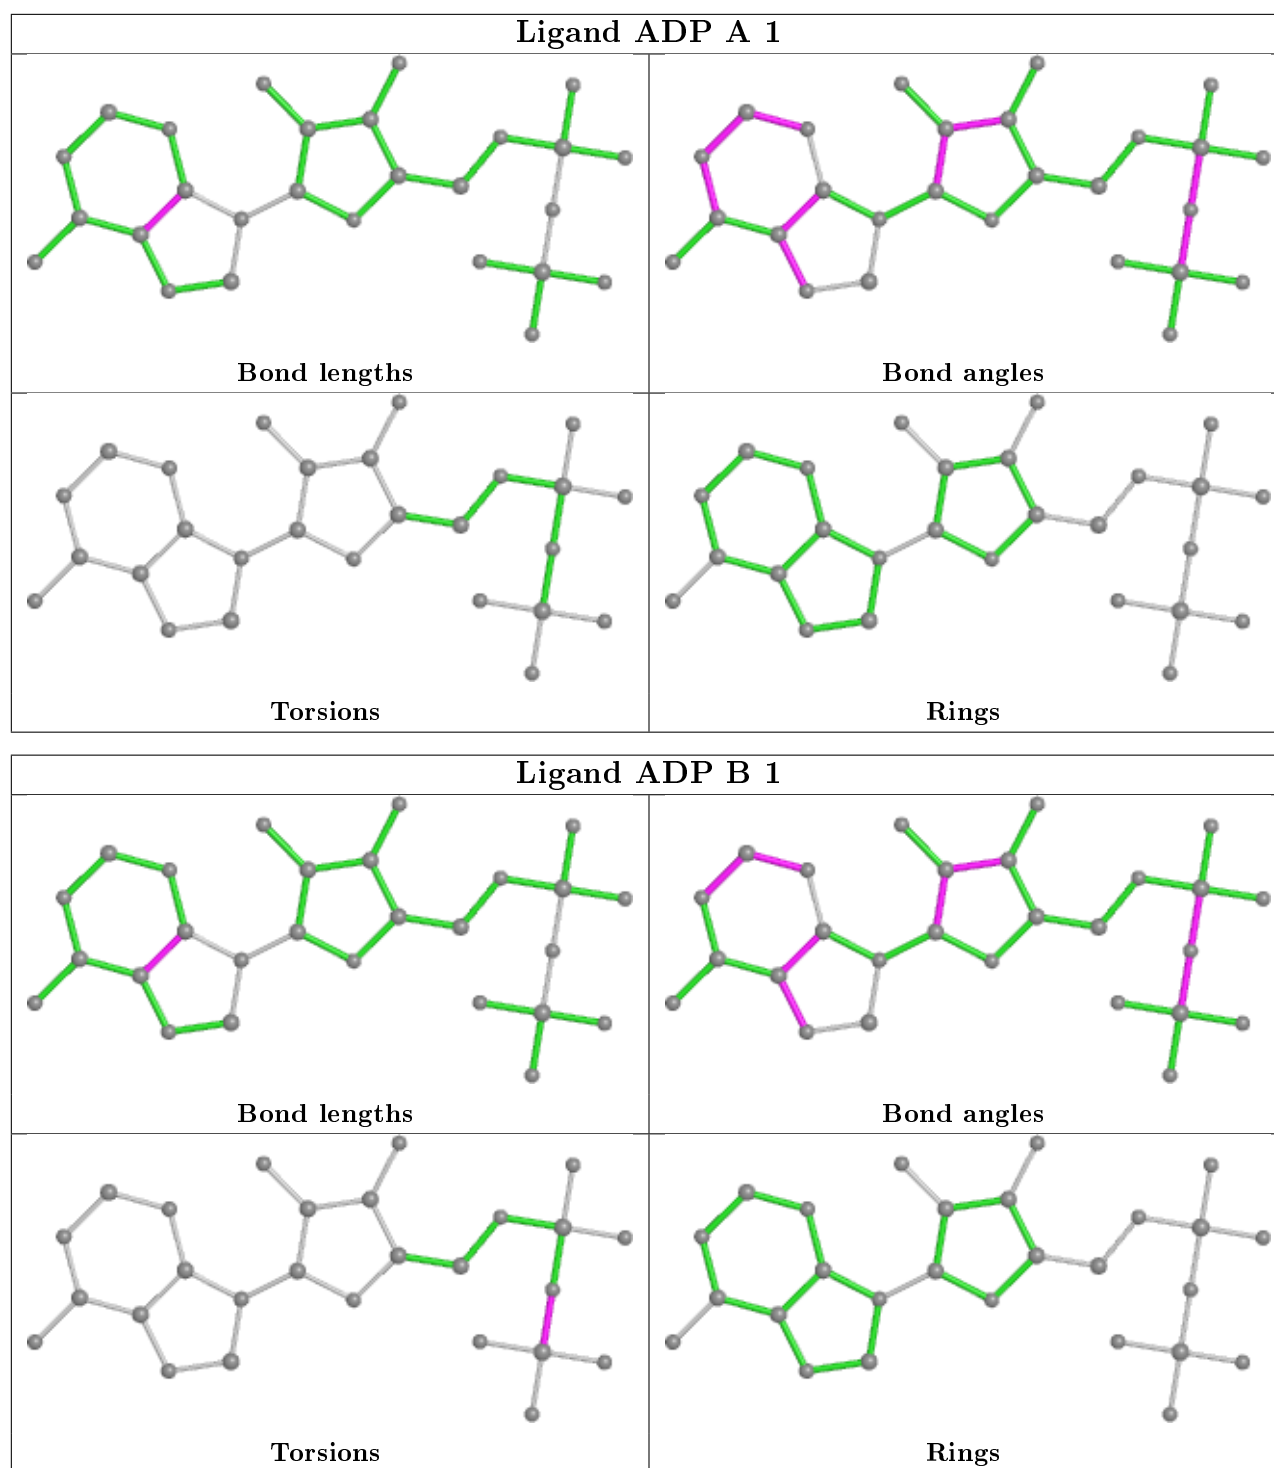 Ligand ADP A 1
Bond lengths
Bond angles
Torsions
Rings
Ligand ADP B 1
Bond lengths
Bond angles
Torsions
Rings